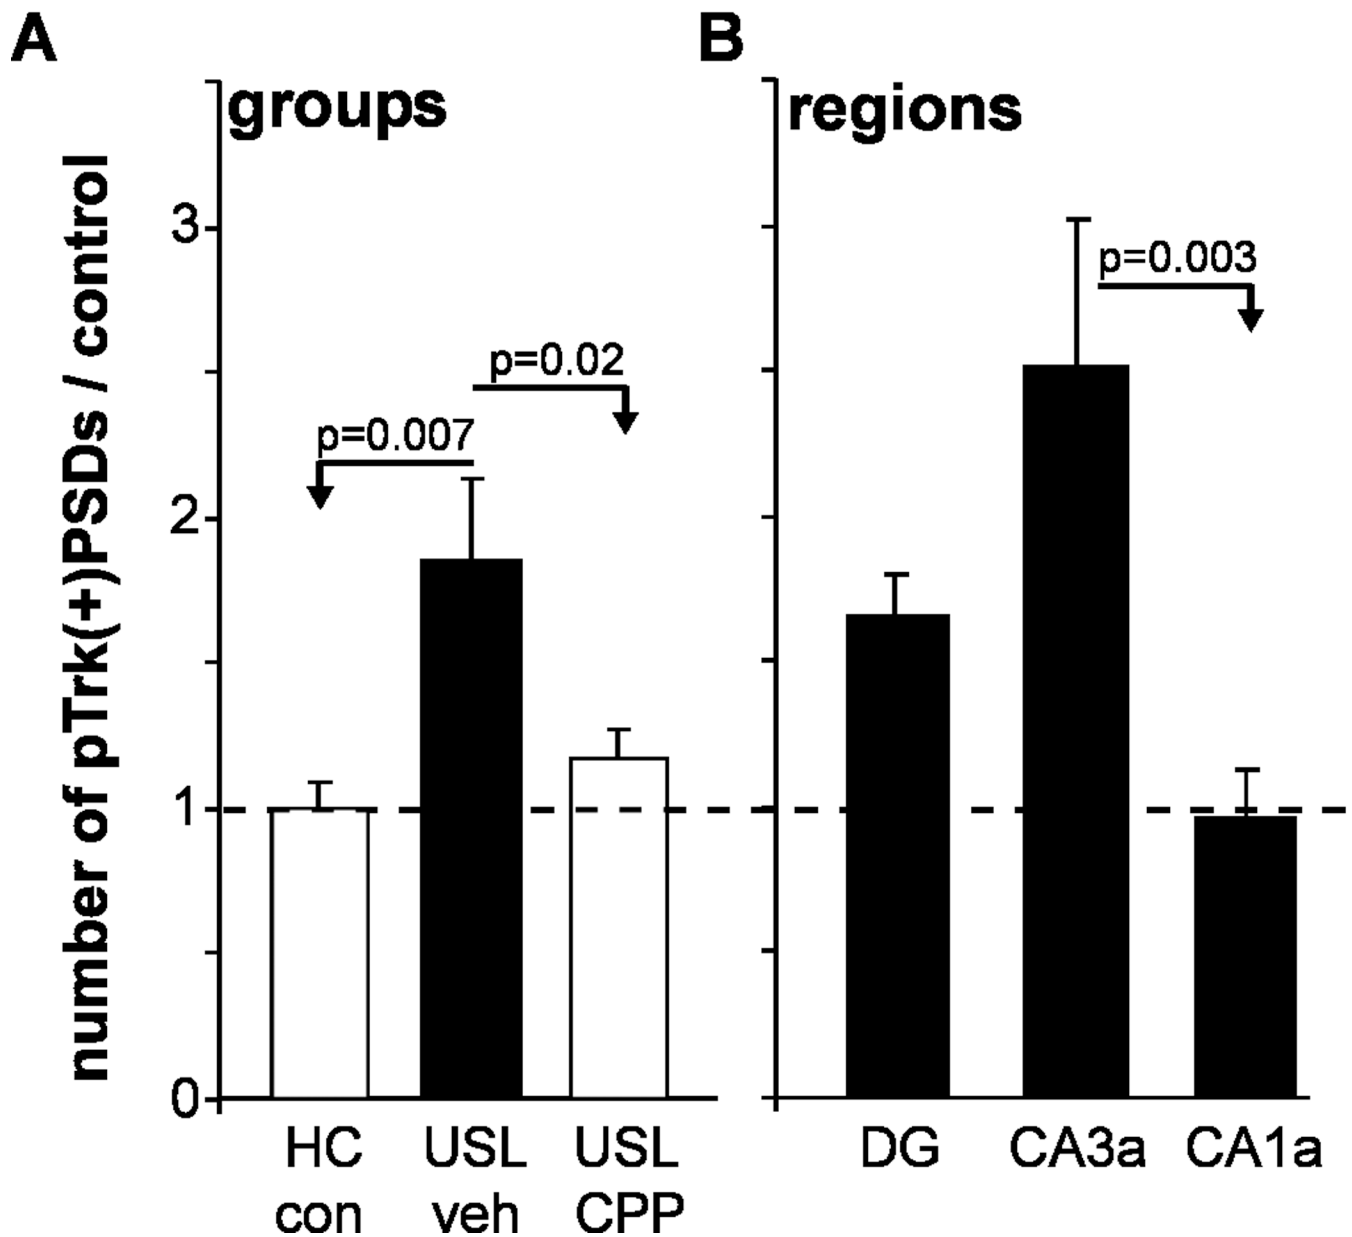 A
groups
number of pTrk(+)PSDs / control
3
2
1
0
p=0.007
p=0.02
HC
con
USL
veh
USL
CPP
B
regions
p=0.003
DG
CA3a
CA1a